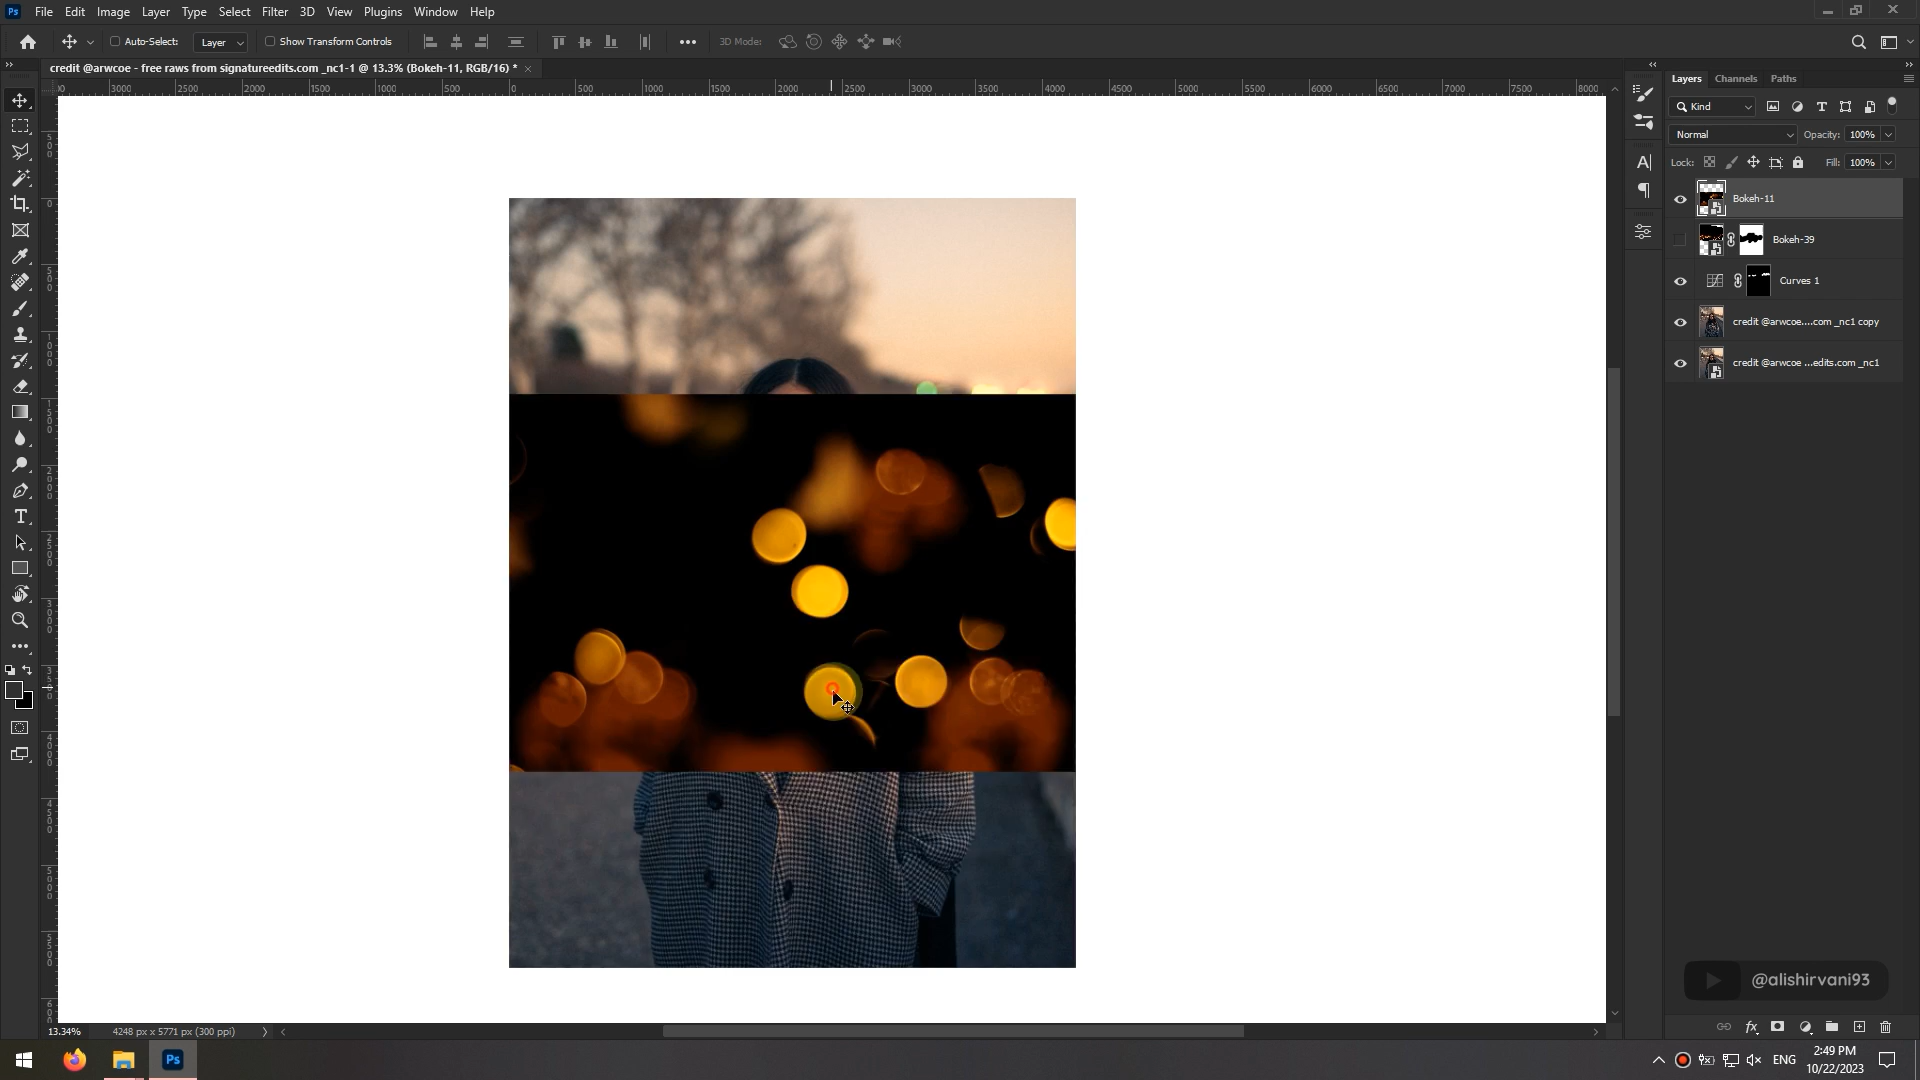 Ps File Edit Image Layer Type Select Filter 3D View Plugins Window Help
Auto-Select: Layer Show Transform Controls 3D Mode:
credit @arwcoe - free raws from signatureedits.com _nc1-1 @ 13.3% (Bokeh-11, RGB/16) *
3000 2500 2000 1500 1000 500 0 500 1000 1500 2000 2500 3000 3500 4000 4500 5000 5500 6000 6500 7000 7500 8000
Layers Channels Paths
Kind
Normal Opacity: 100%
Lock: Fill: 100%
Bokeh-11
Bokeh-39
Curves 1
credit @arwcoe....com _nc1 copy
credit @arwcoe ...edits.com _nc1
@alishirvani93
13.34% 4248 px x 5771 px (300 ppi)
Ps
ENG
2:49 PM
10/22/2023